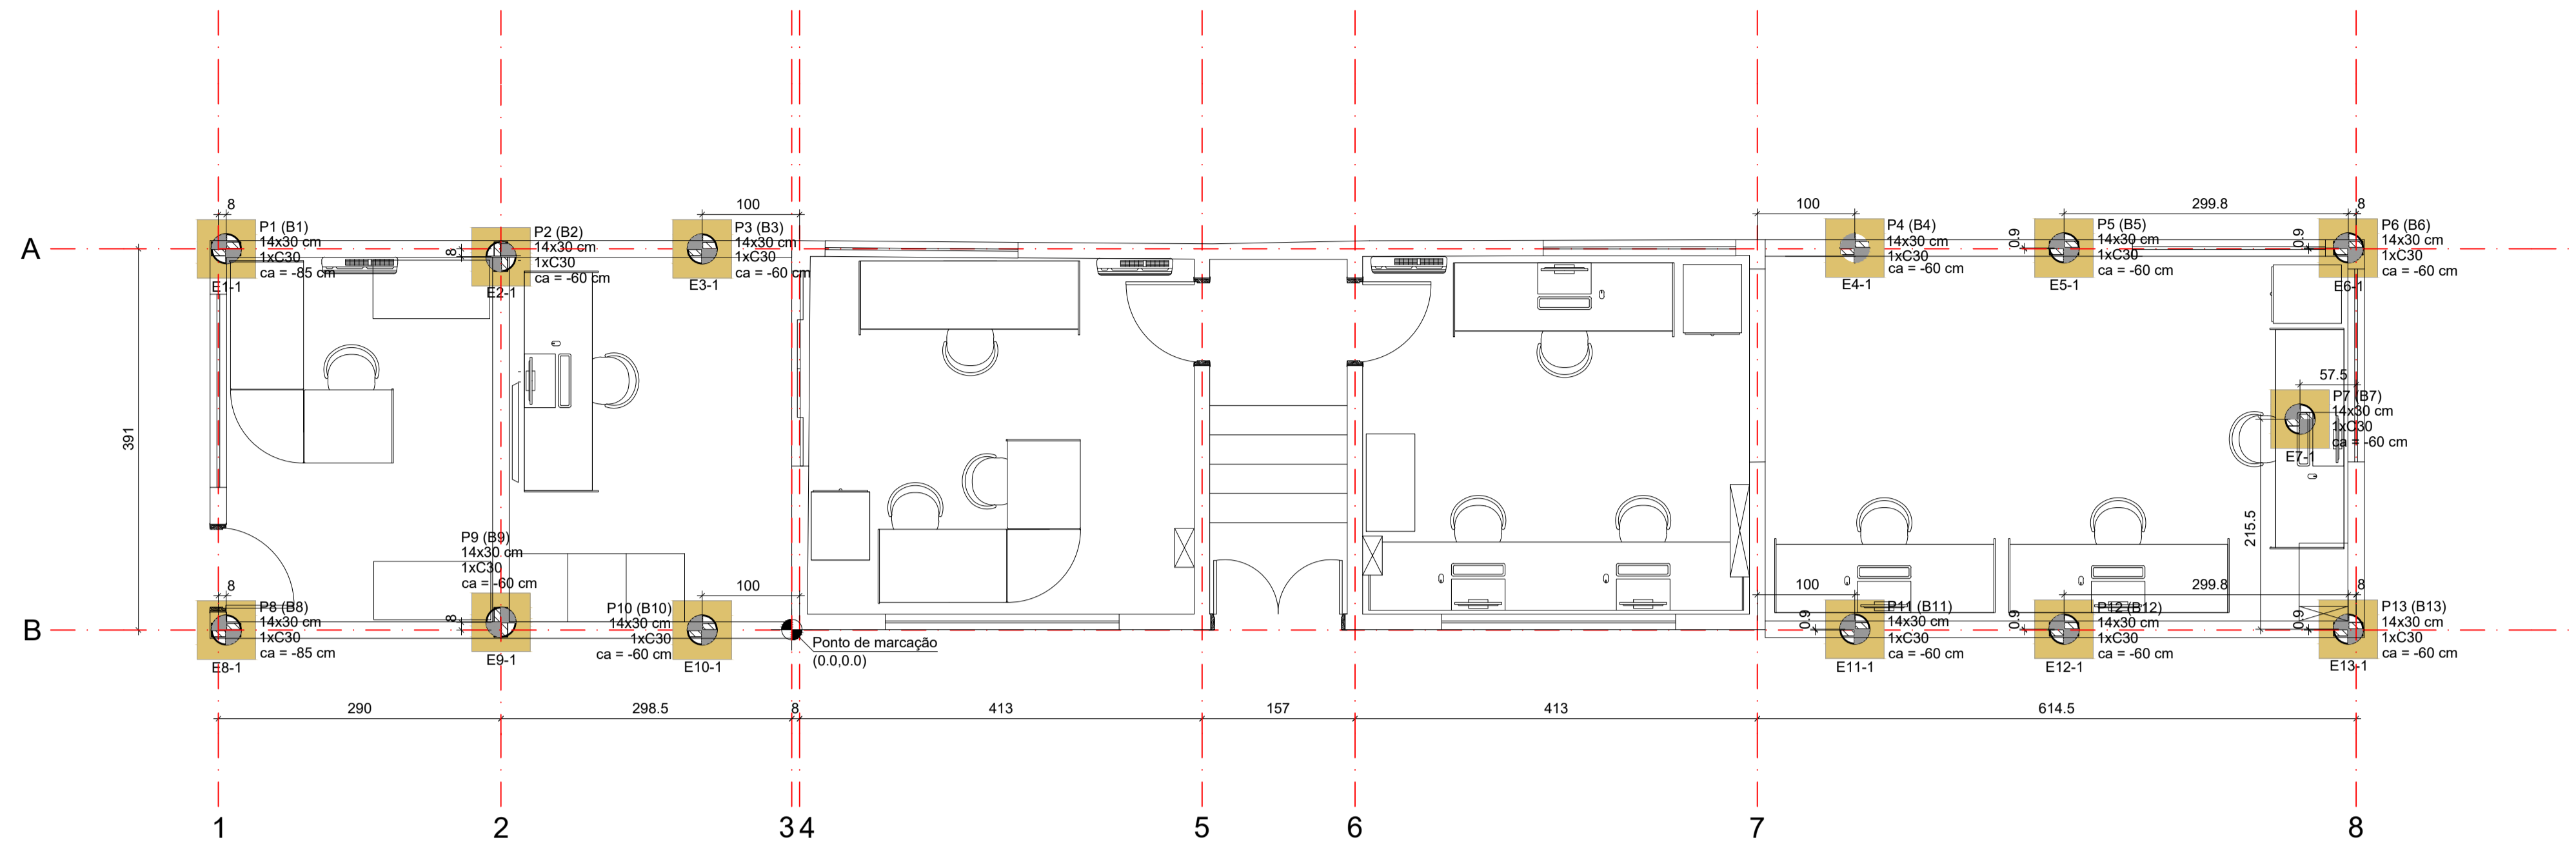 8
100
100
299.8
8
P1 (B1)
14x30 cm
1xC30
ca = -85 cm
E1-1
8
P2 (B2)
14x30 cm
1xC30
ca = -60 cm
E2-1
P3 (B3)
14x30 cm
1xC30
ca = -60 cm
E3-1
P4 (B4)
14x30 cm
1xC30
ca = -60 cm
E4-1
0.9
P5 (B5)
14x30 cm
1xC30
ca = -60 cm
E5-1
0.9
P6 (B6)
14x30 cm
1xC30
ca = -60 cm
E6-1
A
391
57.5
P7 (B7)
14x30 cm
1xC30
ca = -60 cm
E7-1
215.5
8
P8 (B8)
14x30 cm
1xC30
ca = -85 cm
E8-1
P9 (B9)
14x30 cm
1xC30
ca = -60 cm
8
E9-1
100
P10 (B10)
14x30 cm
1xC30
ca = -60 cm
E10-1
Ponto de marcação
(0.0,0.0)
100
0.9
P11 (B11)
14x30 cm
1xC30
ca = -60 cm
E11-1
299.8
0.9
P12 (B12)
14x30 cm
1xC30
ca = -60 cm
E12-1
8
0.9
P13 (B13)
14x30 cm
1xC30
ca = -60 cm
E13-1
B
290
298.5
8
413
157
413
614.5
1
2
3
4
5
6
7
8